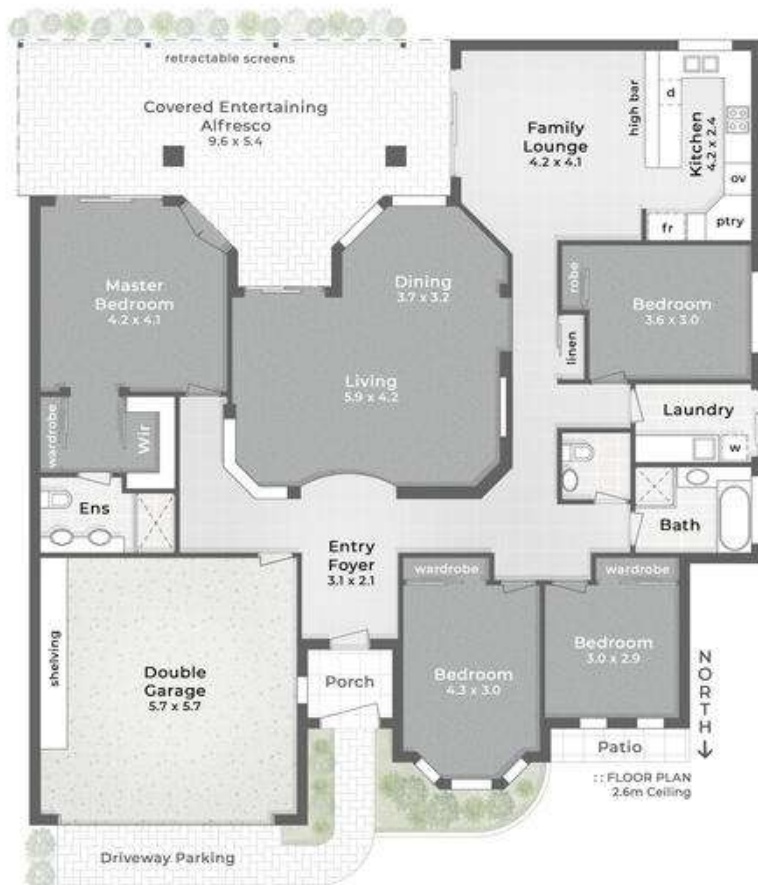 retractable screens
Covered Entertaining
Alfresco
9.6 x 5.4
high bar
d
Kitchen
4.2 x 2.4
Family
Lounge
4.2 x 4.1
ov
fr
ptry
Master
Bedroom
4.2 x 4.1
Dining
3.7 x 3.2
robe
Bedroom
3.6 x 3.0
linen
Living
5.9 x 4.2
wardrobe
Wir
Laundry
w
Ens
Bath
Entry
Foyer
3.1 x 2.1
wardrobe
wardrobe
shelving
Double
Garage
5.7 x 5.7
Porch
Bedroom
4.3 x 3.0
Bedroom
3.0 x 2.9
NORTH
Patio
:: FLOOR PLAN
2.6m Ceiling
Driveway Parking